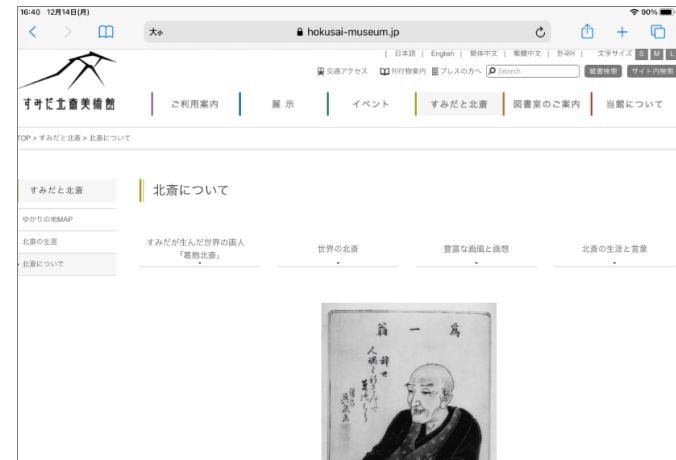 16:40 12月14日(月)
90%
大小
hokusai-museum.jp
| 日本語 | English | 简体中文 | 繁體中文 | 한국어 | 文字サイズ S M L
交通アクセス 刊行物案内 プレスの方へ Search 蔵書検索 サイト内検索
すみだ北斎美術館
ご利用案内 展 示 イベント すみだと北斎 図書室のご案内 当館について
TOP > すみだと北斎 > 北斎について
すみだと北斎
ゆかりの地MAP
北斎の生涯
北斎について
北斎について
すみだが生んだ世界の画人
「葛飾北斎」
世界の北斎
豊富な画風と画想
北斎の生涯と言葉
翁 一 為
辞世
人魂で